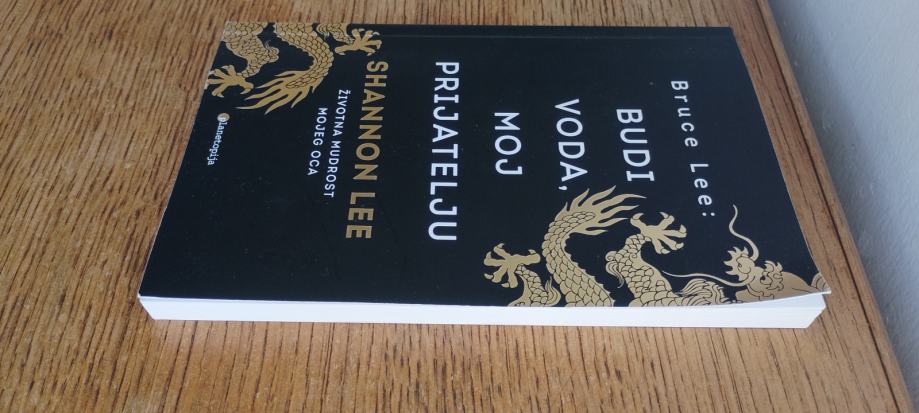 Bruce Lee:
BUDI
VODA,
MOJ
PRIJATELJU
SHANNON LEE
ŽIVOTNA MUDROST
MOJEG OCA
planetopija